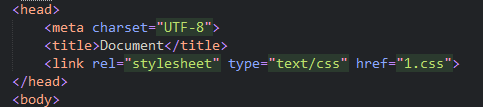 <head>
<meta charset="UTF-8">
<title>Document</title>
<link rel="stylesheet" type="text/css" href="1.css">
</head>
<body>